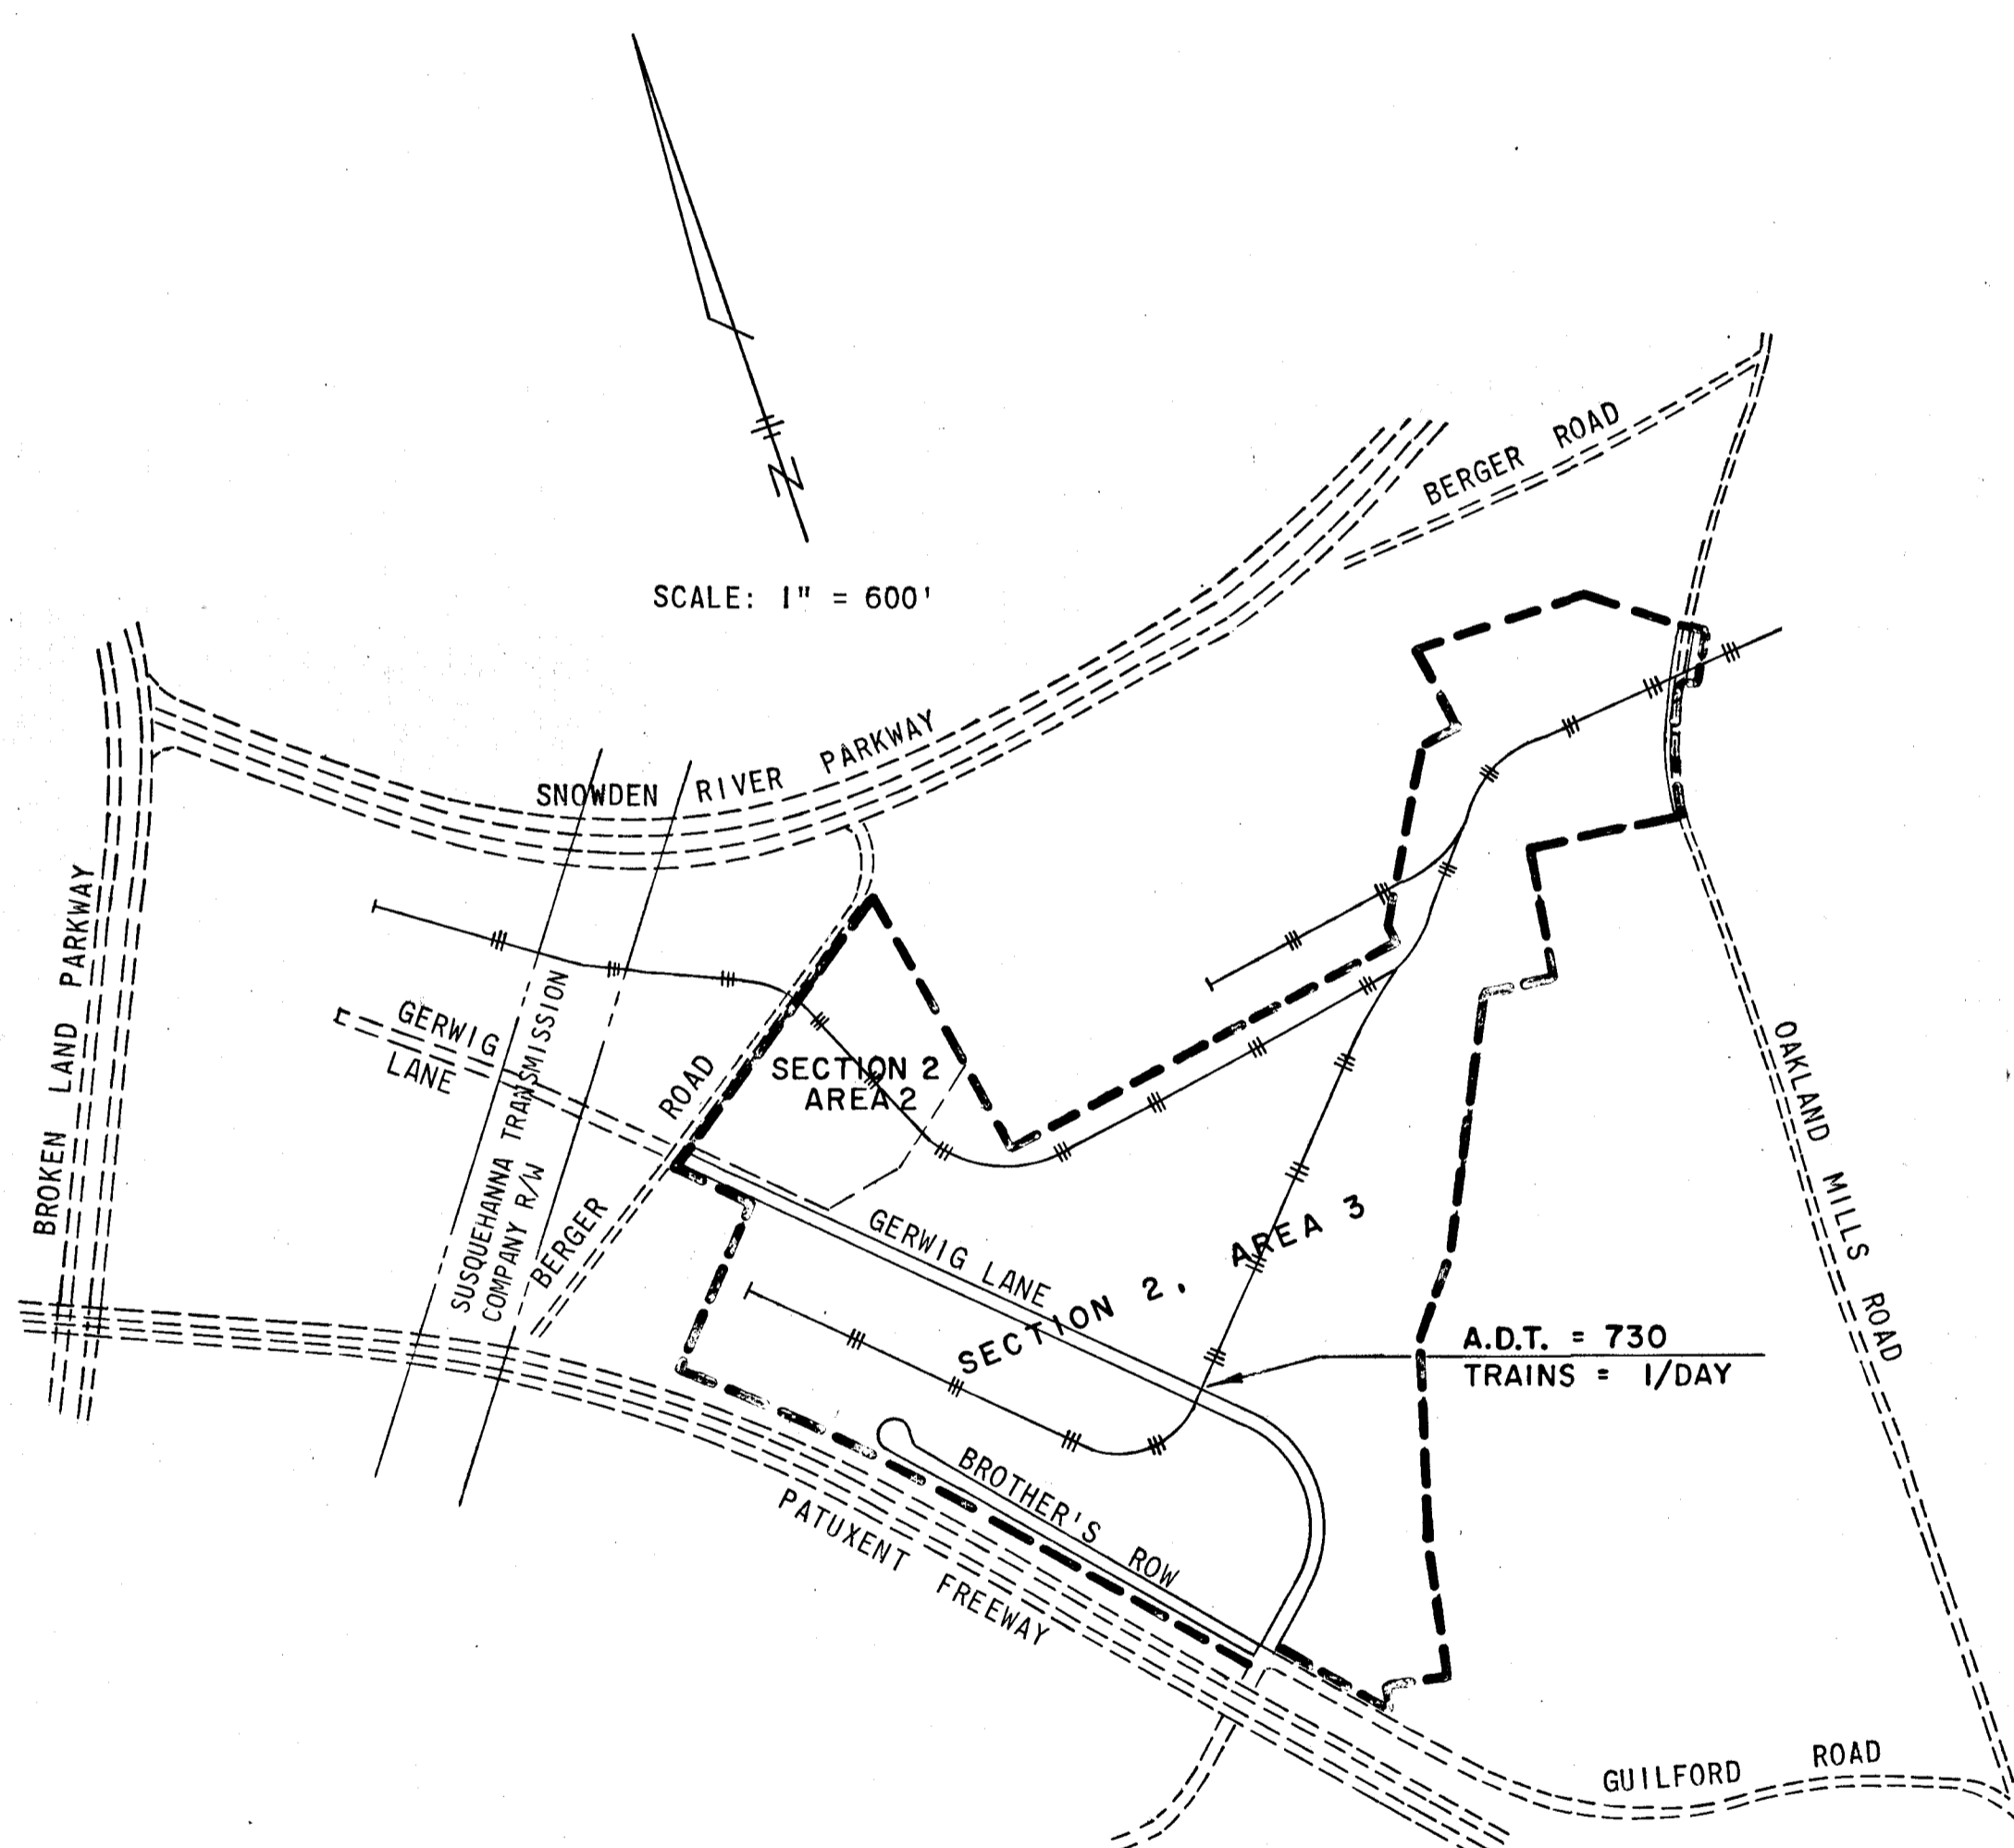 N
SCALE: 1" = 600'
BERGER ROAD
SNOWDEN RIVER PARKWAY
BROKEN LAND PARKWAY
GERWIG
LANE
SUSQUEHANNA TRANSMISSION
COMPANY R/W
BERGER ROAD
SECTION 2
AREA 2
GERWIG LANE
SECTION 2, AREA 3
OAKLAND MILLS ROAD
A.D.T. = 730
TRAINS = 1/DAY
BROTHER'S ROW
PATUXENT FREEWAY
GUILFORD ROAD